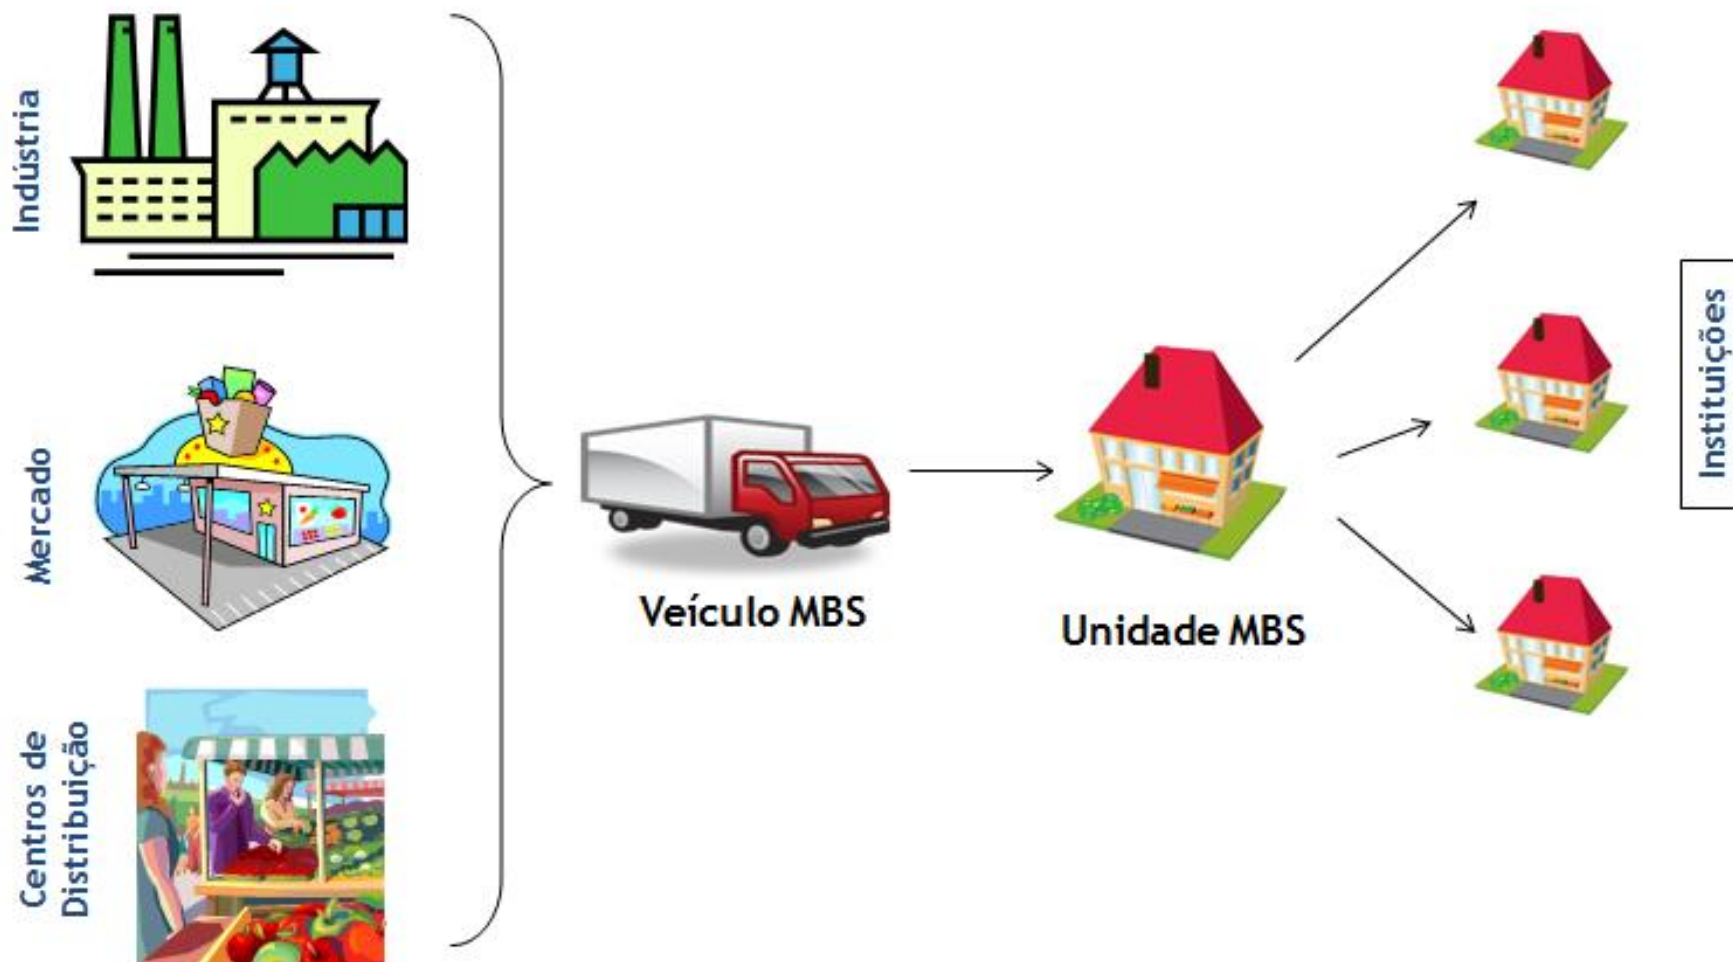 Indústria
Mercado
Centros de
Distribuição
Veículo MBS
Unidade MBS
Instituições